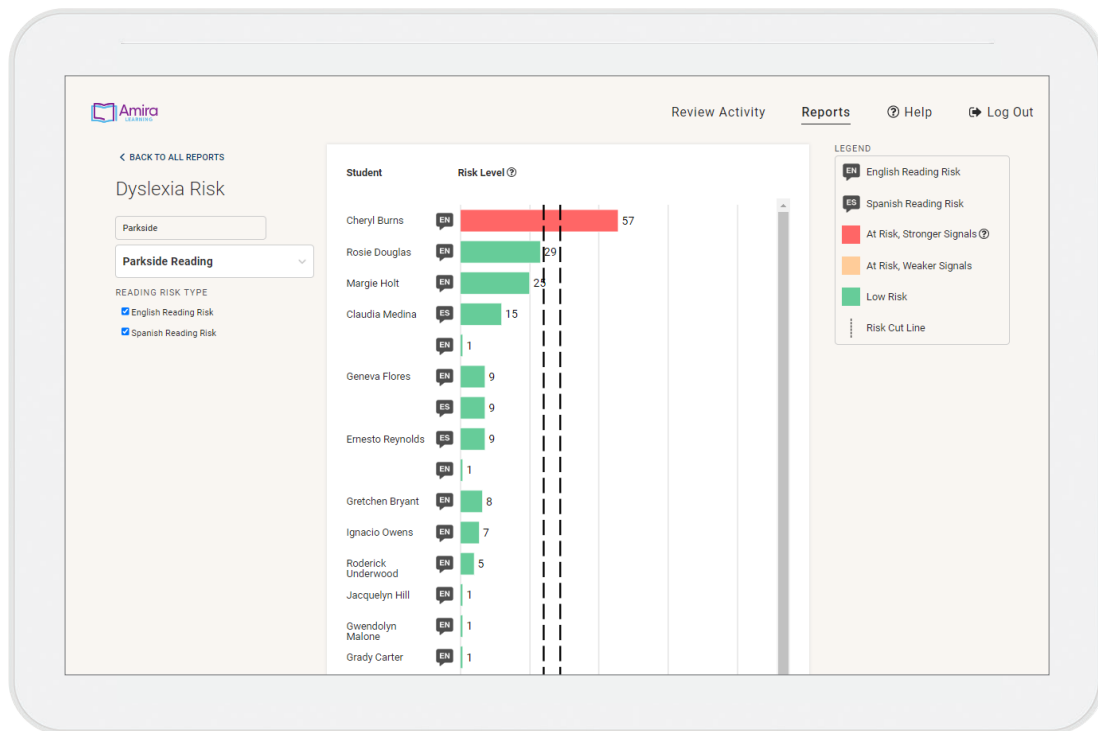 Amira
LEARNING
Review Activity
Reports
Help
Log Out
BACK TO ALL REPORTS
Dyslexia Risk
Parkside
Parkside Reading
READING RISK TYPE
English Reading Risk
Spanish Reading Risk
Student Risk Level
Cheryl Burns EN 57
Rosie Douglas EN 29
Margie Holt EN 25
Claudia Medina ES 15
EN 1
Geneva Flores EN 9
ES 9
Ernesto Reynolds ES 9
EN 1
Gretchen Bryant EN 8
Ignacio Owens EN 7
Roderick
Underwood EN 5
Jacquelyn Hill EN 1
Gwendolyn
Malone EN 1
Grady Carter EN 1
LEGEND
EN English Reading Risk
ES Spanish Reading Risk
At Risk, Stronger Signals
At Risk, Weaker Signals
Low Risk
Risk Cut Line